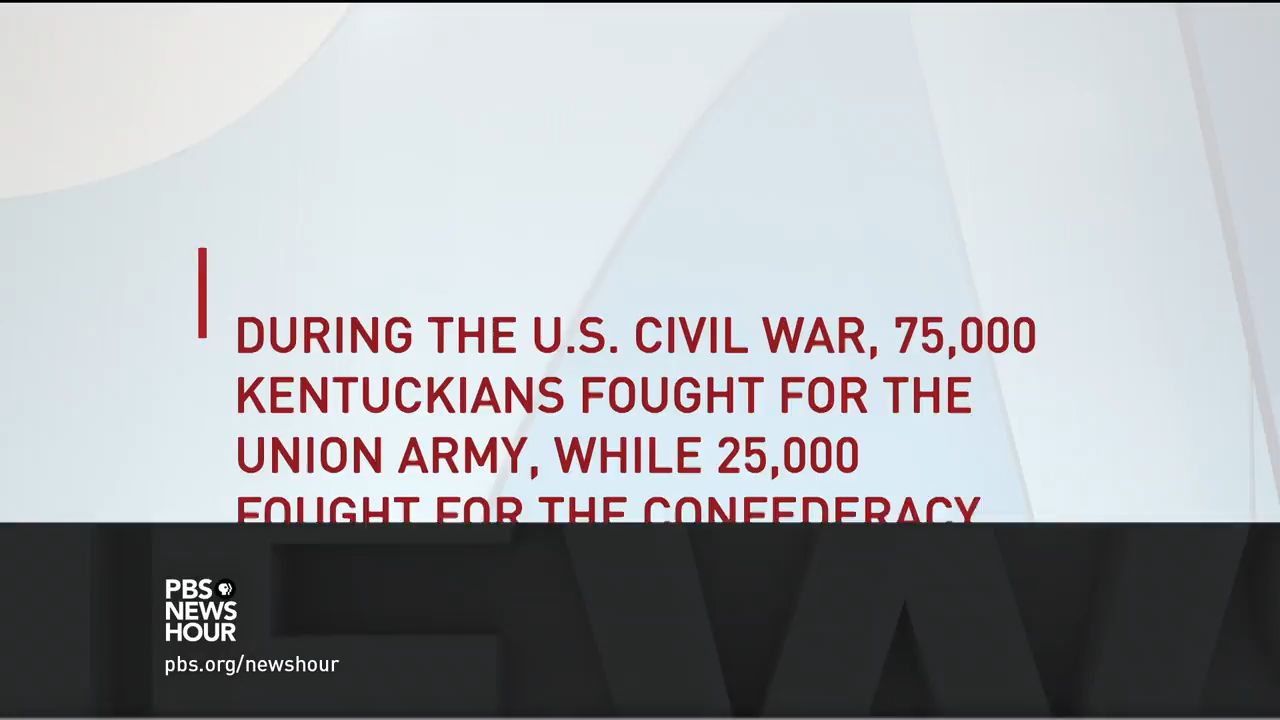 DURING THE U.S. CIVIL WAR, 75,000
KENTUCKIANS FOUGHT FOR THE
UNION ARMY, WHILE 25,000
FOUGHT FOR THE CONFEDERACY
PBS
NEWS
HOUR
pbs.org/newshour